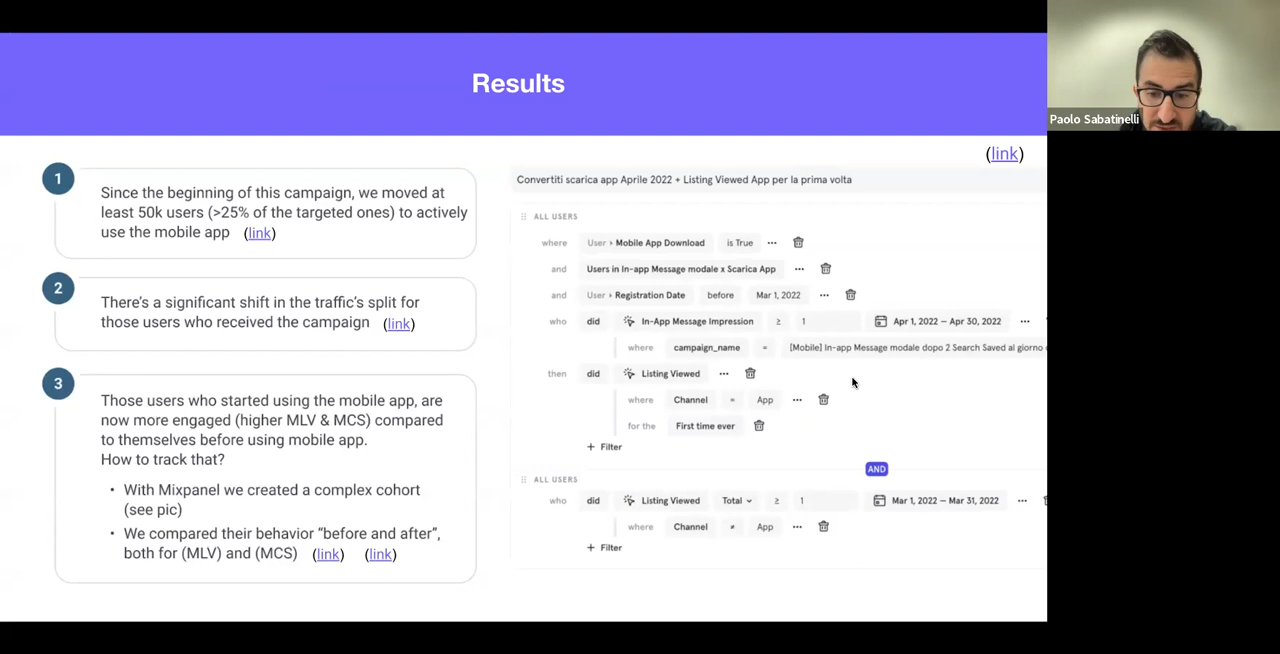 Results
Paolo Sabatinelli
1
Since the beginning of this campaign, we moved at
least 50k users (>25% of the targeted ones) to actively
use the mobile app (link)
2
There's a significant shift in the traffic's split for
those users who received the campaign (link)
3
Those users who started using the mobile app, are
now more engaged (higher MLV & MCS) compared
to themselves before using mobile app.
How to track that?
• With Mixpanel we created a complex cohort
(see pic)
• We compared their behavior “before and after”,
both for (MLV) and (MCS) (link) (link)
(link)
Convertiti scarica app Aprile 2022 + Listing Viewed App per la prima volta
ALL USERS
where User › Mobile App Download is True •••
and Users in In-app Message modale x Scarica App •••
and User › Registration Date before Mar 1, 2022 •••
who did In-App Message Impression ≥ 1 Apr 1, 2022 – Apr 30, 2022 •••
where campaign_name = [Mobile] In-app Message modale dopo 2 Search Saved al giorno
then did Listing Viewed •••
where Channel = App •••
for the First time ever
+ Filter
AND
ALL USERS
who did Listing Viewed Total ≥ 1 Mar 1, 2022 – Mar 31, 2022 •••
where Channel ≠ App •••
+ Filter